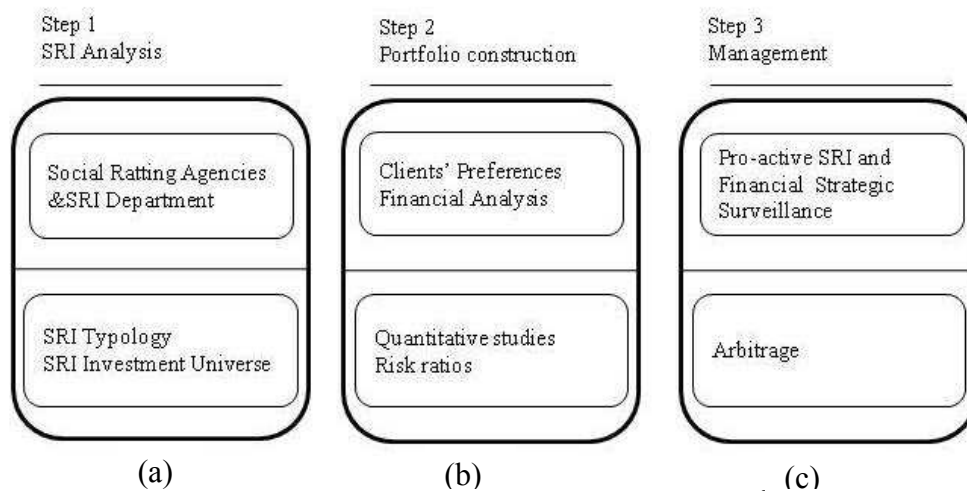 Step 1
SRI Analysis
Social Ratting Agencies
&SRI Department
SRI Typology
SRI Investment Universe
(a)
Step 2
Portfolio construction
Clients' Preferences
Financial Analysis
Quantitative studies
Risk ratios
(b)
Step 3
Management
Pro-active SRI and
Financial Strategic
Surveillance
Arbitrage
(c)